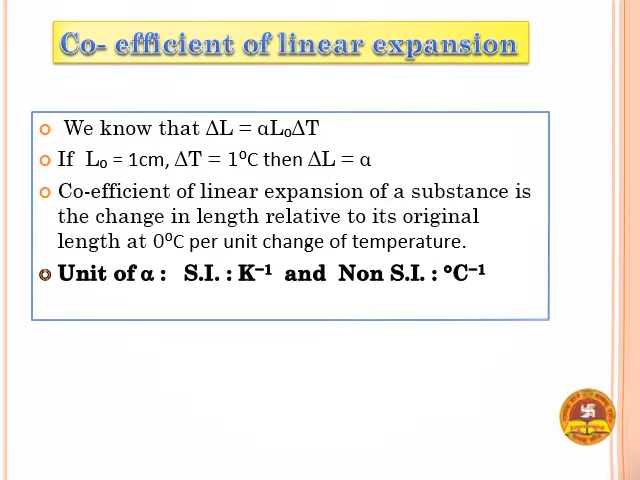 Co- efficient of linear expansion
We know that ΔL = αL₀ΔT
If L₀ = 1cm, ΔT = 1⁰C then ΔL = α
Co-efficient of linear expansion of a substance is
the change in length relative to its original
length at 0⁰C per unit change of temperature.
Unit of α : S.I. : K⁻¹ and Non S.I. : °C⁻¹